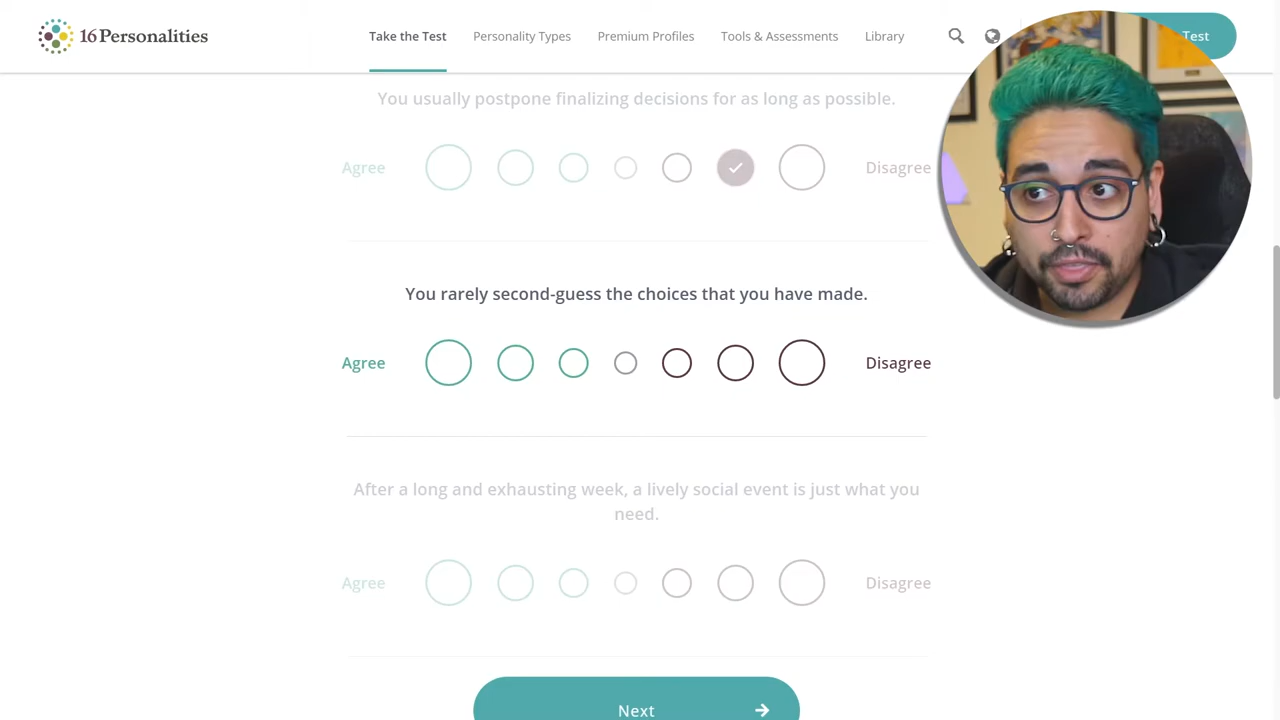 16Personalities
Take the Test
Personality Types
Premium Profiles
Tools & Assessments
Library
Test
You usually postpone finalizing decisions for as long as possible.
Agree
Disagree
You rarely second-guess the choices that you have made.
Agree
Disagree
After a long and exhausting week, a lively social event is just what you
need.
Agree
Disagree
Next